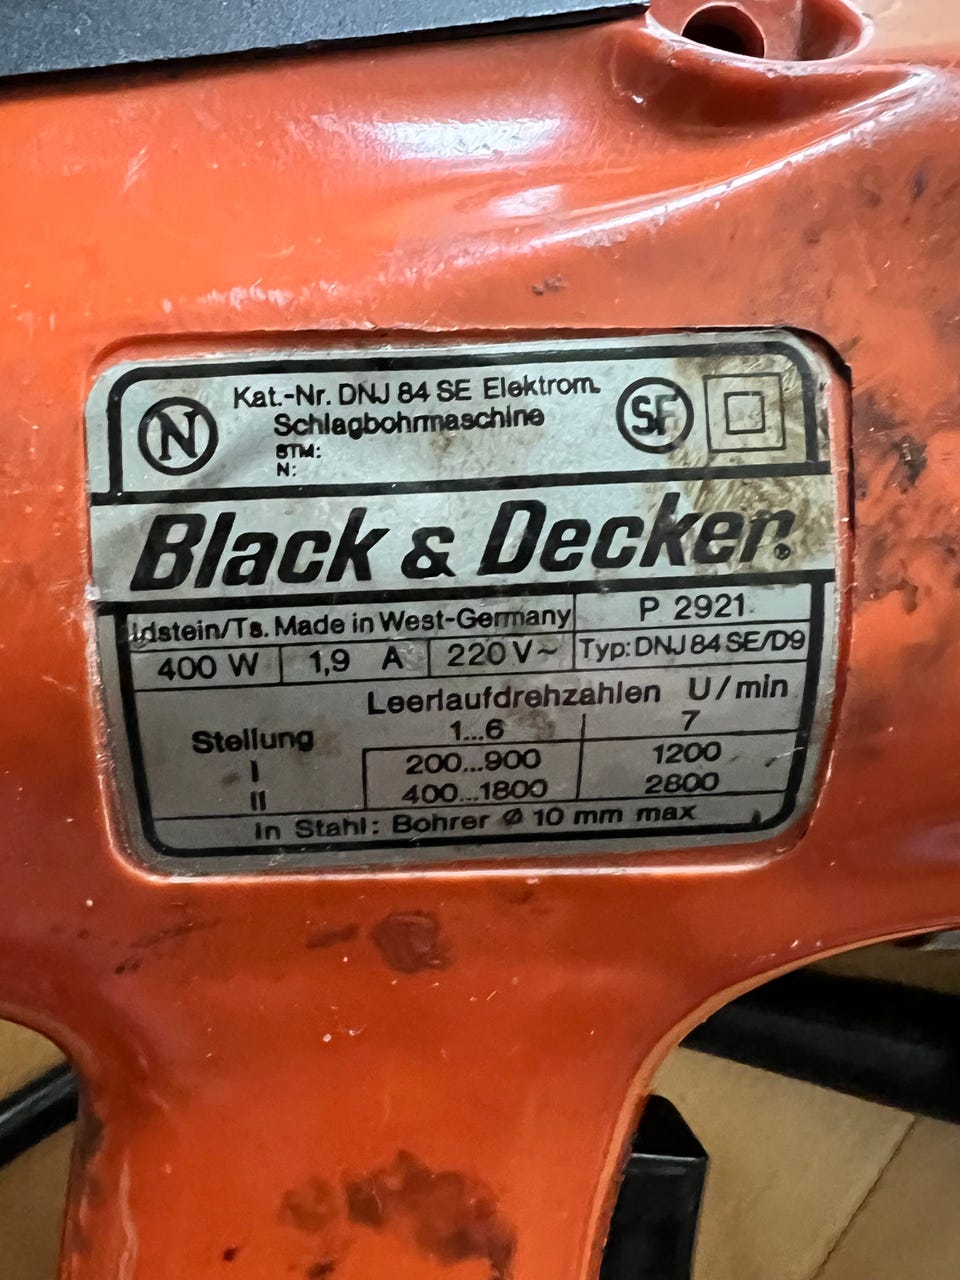 N
Kat.-Nr. DNJ 84 SE Elektrom.
Schlagbohrmaschine
STM:
N:
SF
Black & Decker®
Idstein/Ts. Made in West-Germany
P 2921
400 W 1,9 A 220 V~ Typ: DNJ 84 SE/D9
Leerlaufdrehzahlen U/min
Stellung 1...6 7
I 200...900 1200
II 400...1800 2800
in Stahl: Bohrer Ø 10 mm max